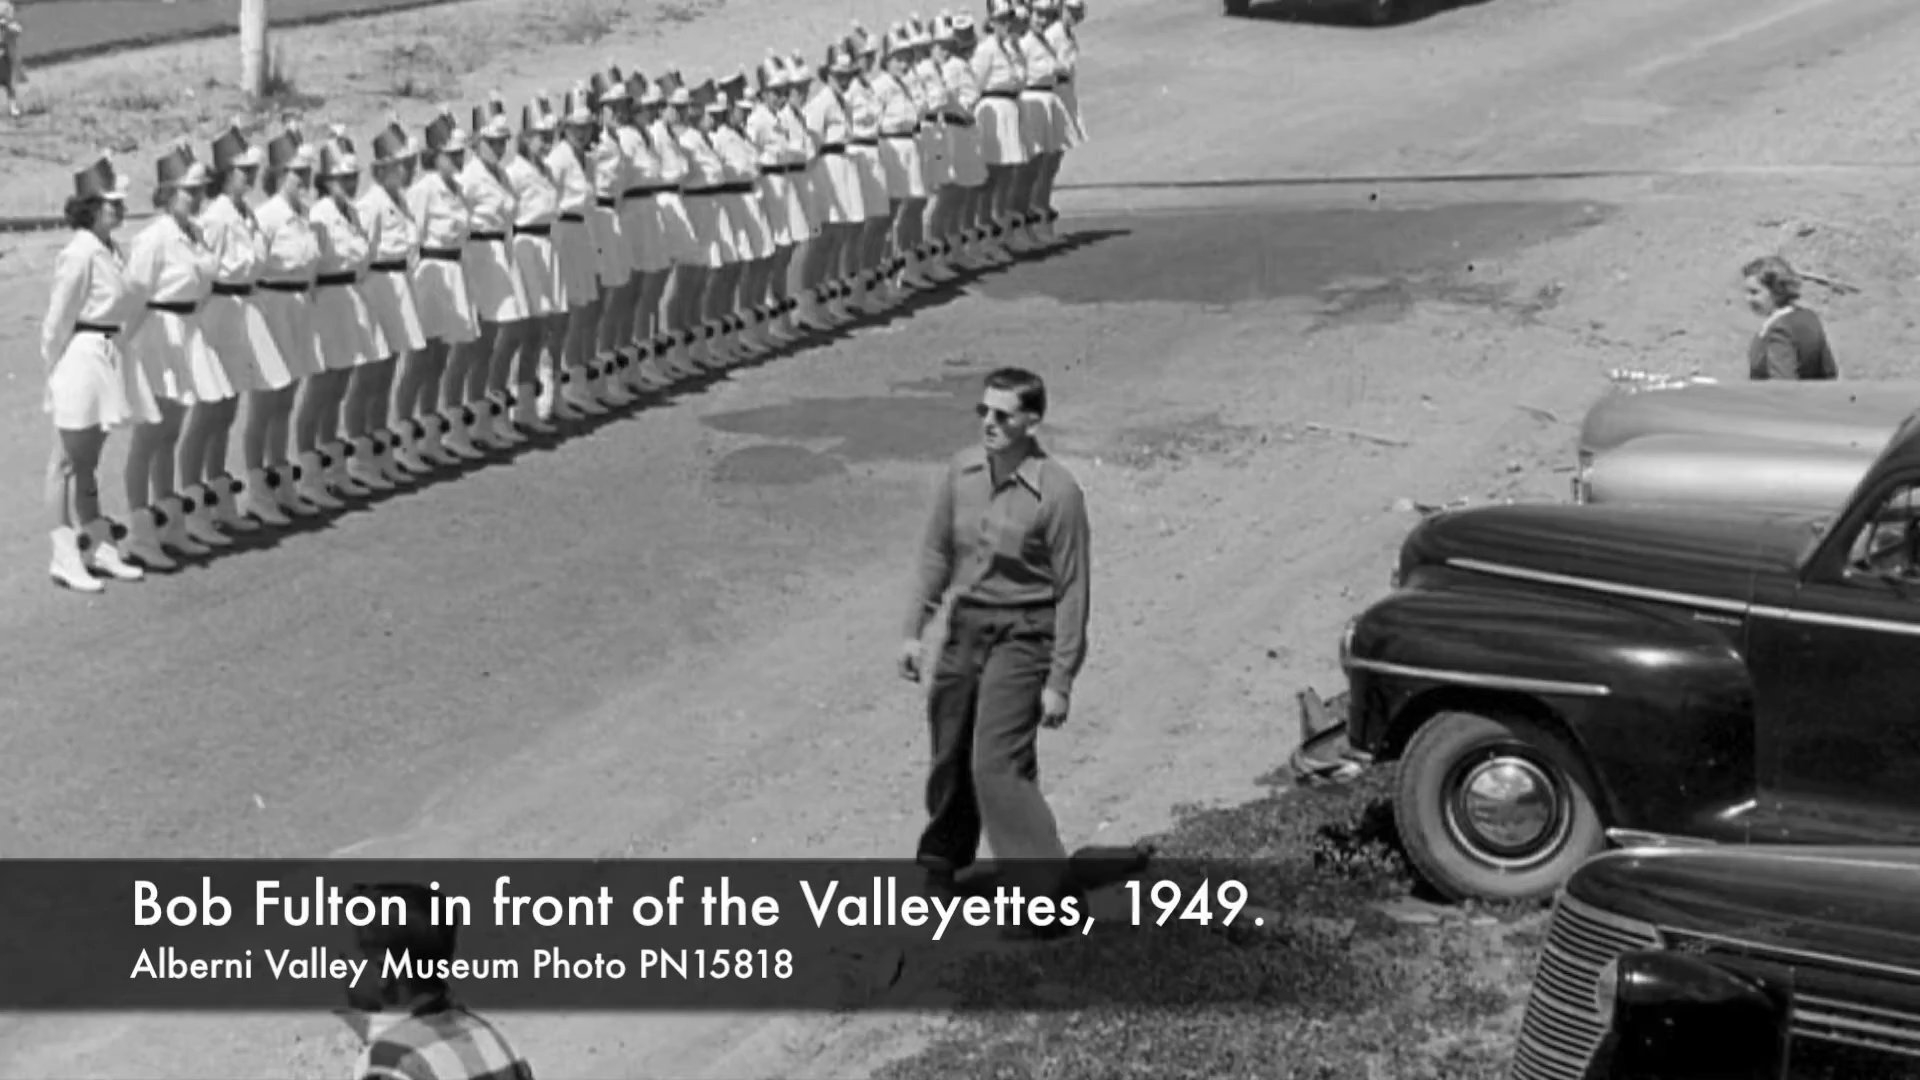 Bob Fulton in front of the Valleyettes, 1949.
Alberni Valley Museum Photo PN15818